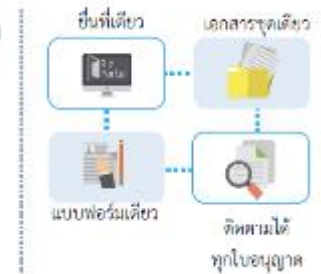 ยื่นที่เดียว
เอกสารชุดเดียว
Biz
Portal
แบบฟอร์มเดียว
ติดตามได้
ทุกใบอนุญาต